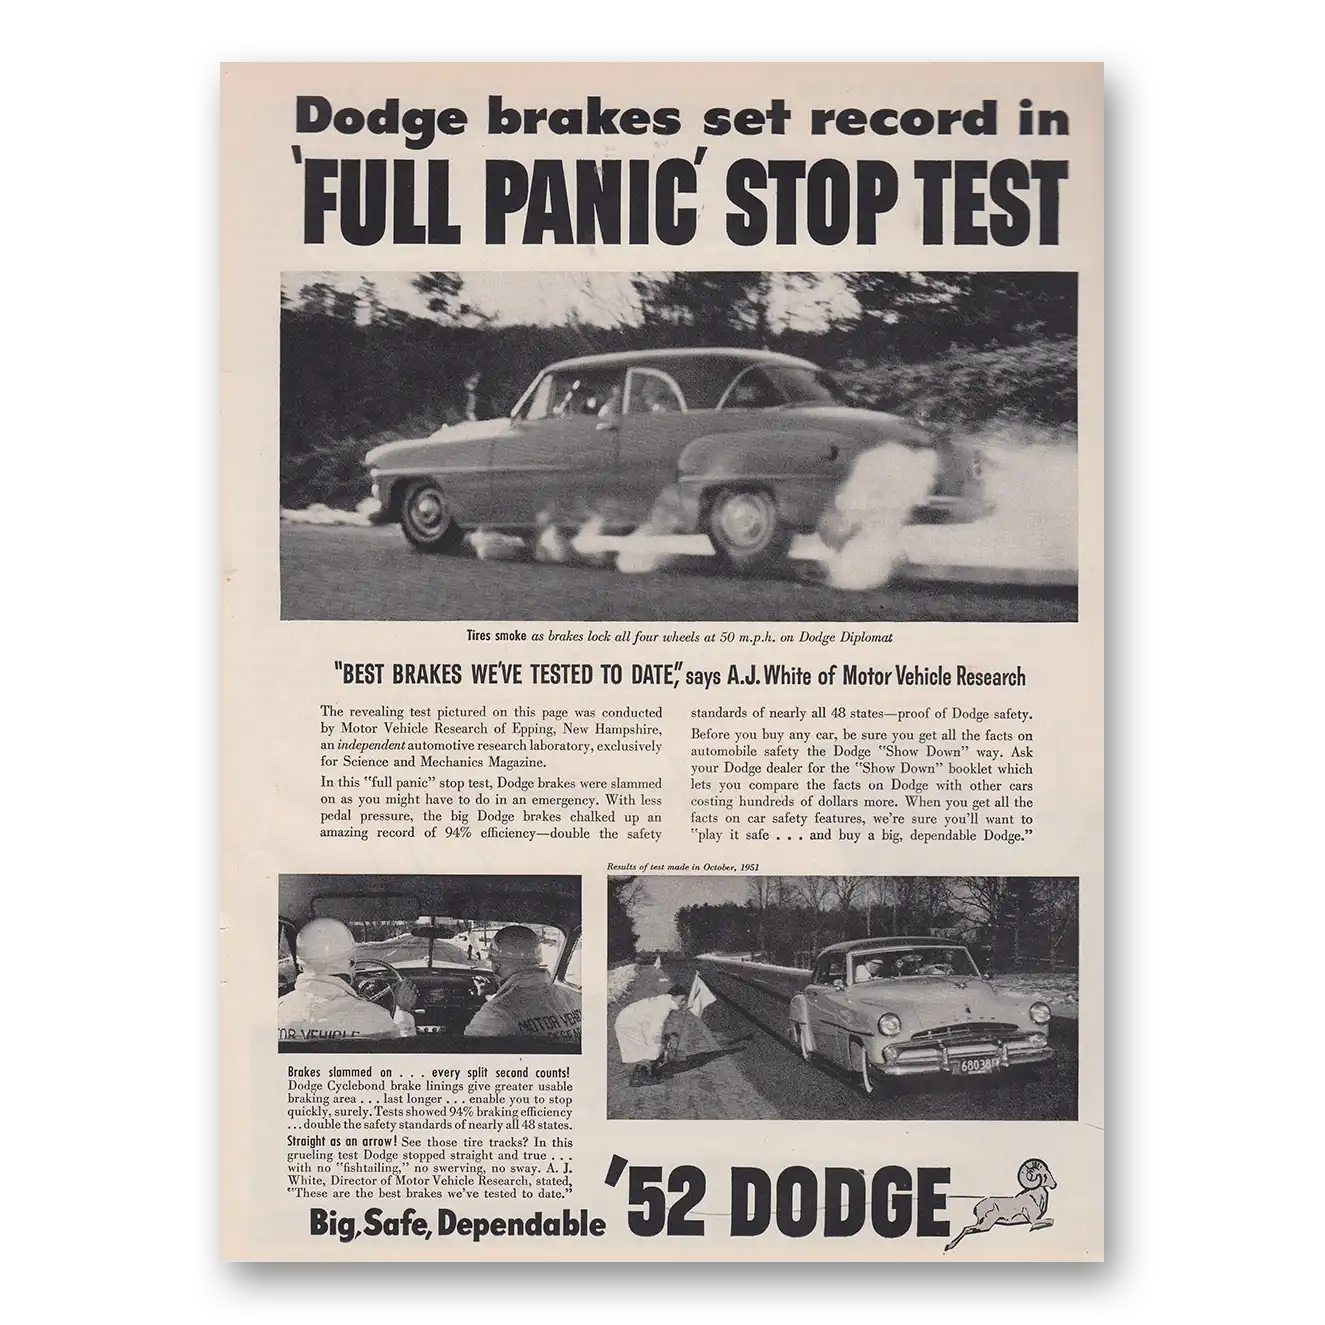 Dodge brakes set record in
'FULL PANIC' STOP TEST
Tires smoke as brakes lock all four wheels at 50 m.p.h. on Dodge Diplomat
"BEST BRAKES WE'VE TESTED TO DATE," says A.J. White of Motor Vehicle Research
The revealing test pictured on this page was conducted
by Motor Vehicle Research of Epping, New Hampshire,
an independent automotive research laboratory, exclusively
for Science and Mechanics Magazine.
In this "full panic" stop test, Dodge brakes were slammed
on as you might have to do in an emergency. With less
pedal pressure, the big Dodge brakes chalked up an
amazing record of 94% efficiency—double the safety
standards of nearly all 48 states—proof of Dodge safety.
Before you buy any car, be sure you get all the facts on
automobile safety the Dodge "Show Down" way. Ask
your Dodge dealer for the "Show Down" booklet which
lets you compare the facts on Dodge with other cars
costing hundreds of dollars more. When you get all the
facts on car safety features, we're sure you'll want to
"play it safe . . . and buy a big, dependable Dodge."
Results of test made in October, 1951
OR VEHICLE
MOTOR VEHI
RESEAR
68038
Brakes slammed on . . . every split second counts!
Dodge Cyclebond brake linings give greater usable
braking area . . . last longer . . . enable you to stop
quickly, surely. Tests showed 94% braking efficiency
. . . double the safety standards of nearly all 48 states.
Straight as an arrow! See those tire tracks? In this
grueling test Dodge stopped straight and true . . .
with no "fishtailing," no swerving, no sway. A. J.
White, Director of Motor Vehicle Research, stated,
"These are the best brakes we've tested to date."
Big, Safe, Dependable '52 DODGE